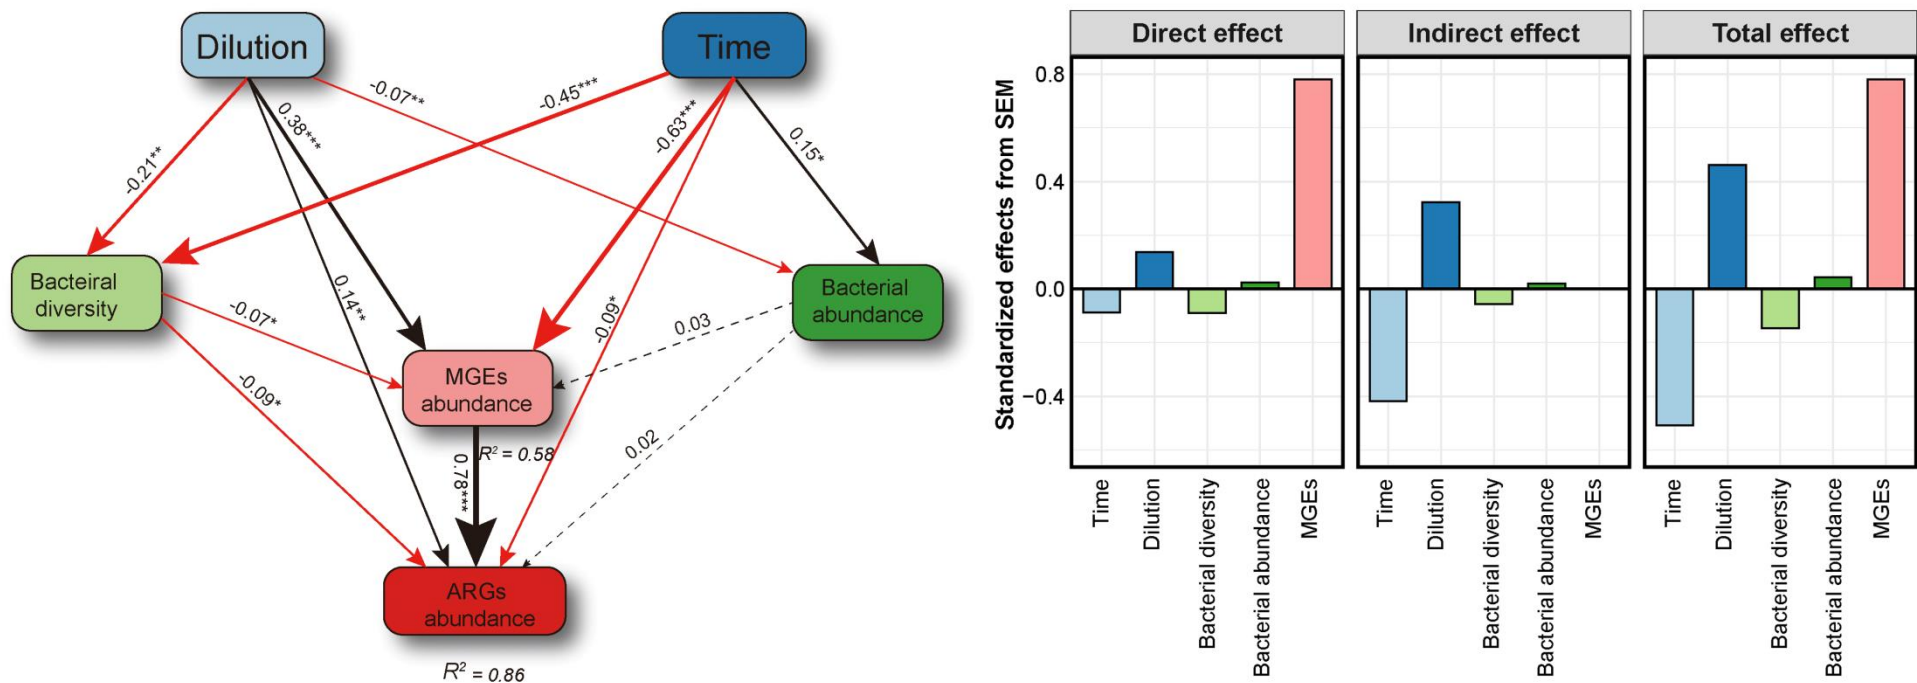 Dilution
Time
-0.21**
0.38***
0.14**
-0.07**
-0.45***
-0.63***
-0.09*
0.15*
Bacteiral
diversity
Bacterial
abundance
-0.07*
-0.09*
0.03
0.02
MGEs
abundance
R² = 0.58
0.78***
ARGs
abundance
R² = 0.86
Standardized effects from SEM
0.8
0.4
0.0
−0.4
Direct effect
Indirect effect
Total effect
Time
Dilution
Bacterial diversity
Bacterial abundance
MGEs
Time
Dilution
Bacterial diversity
Bacterial abundance
MGEs
Time
Dilution
Bacterial diversity
Bacterial abundance
MGEs